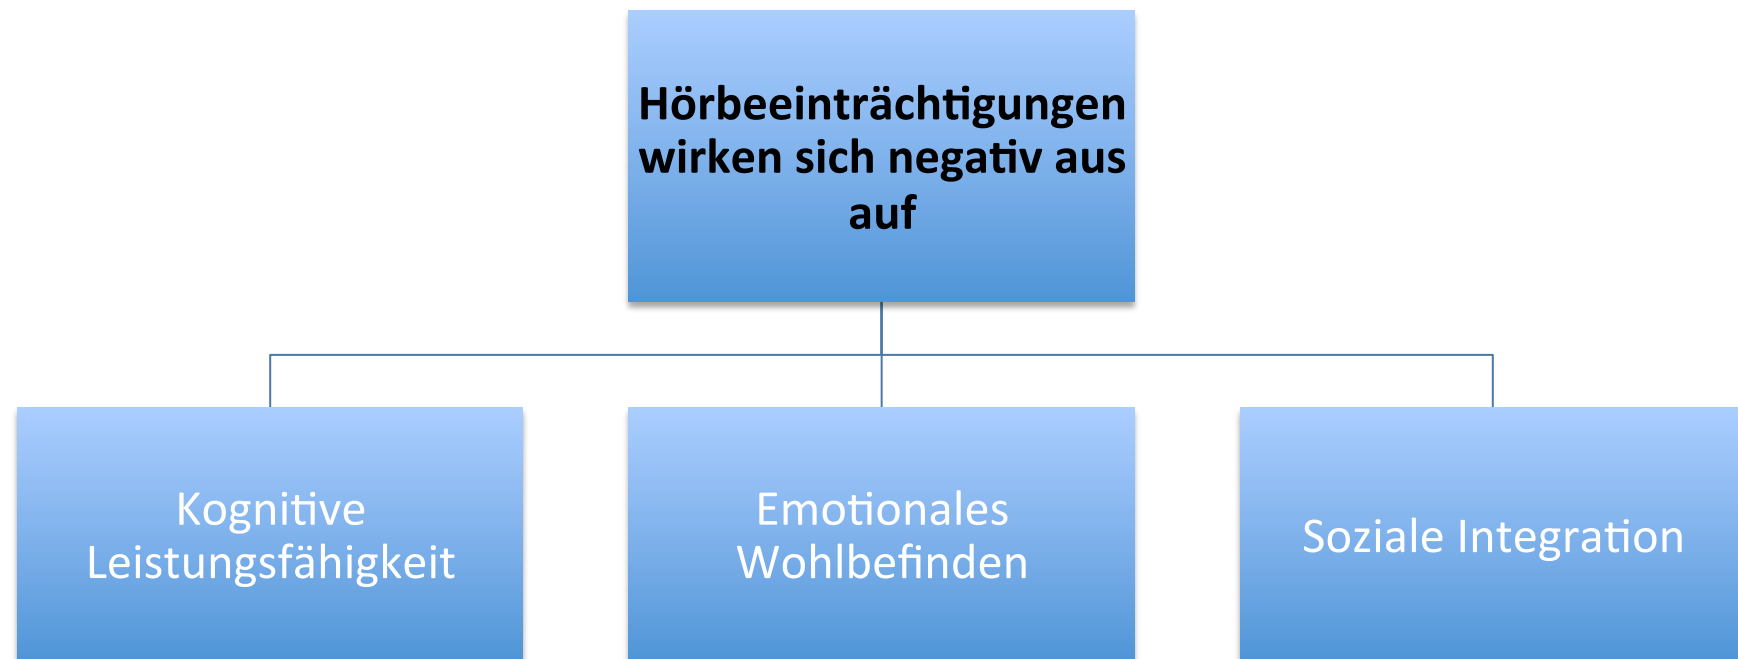 Hörbeeinträchtigungen
wirken sich negativ aus
auf
Kognitive
Leistungsfähigkeit
Emotionales
Wohlbefinden
Soziale Integration